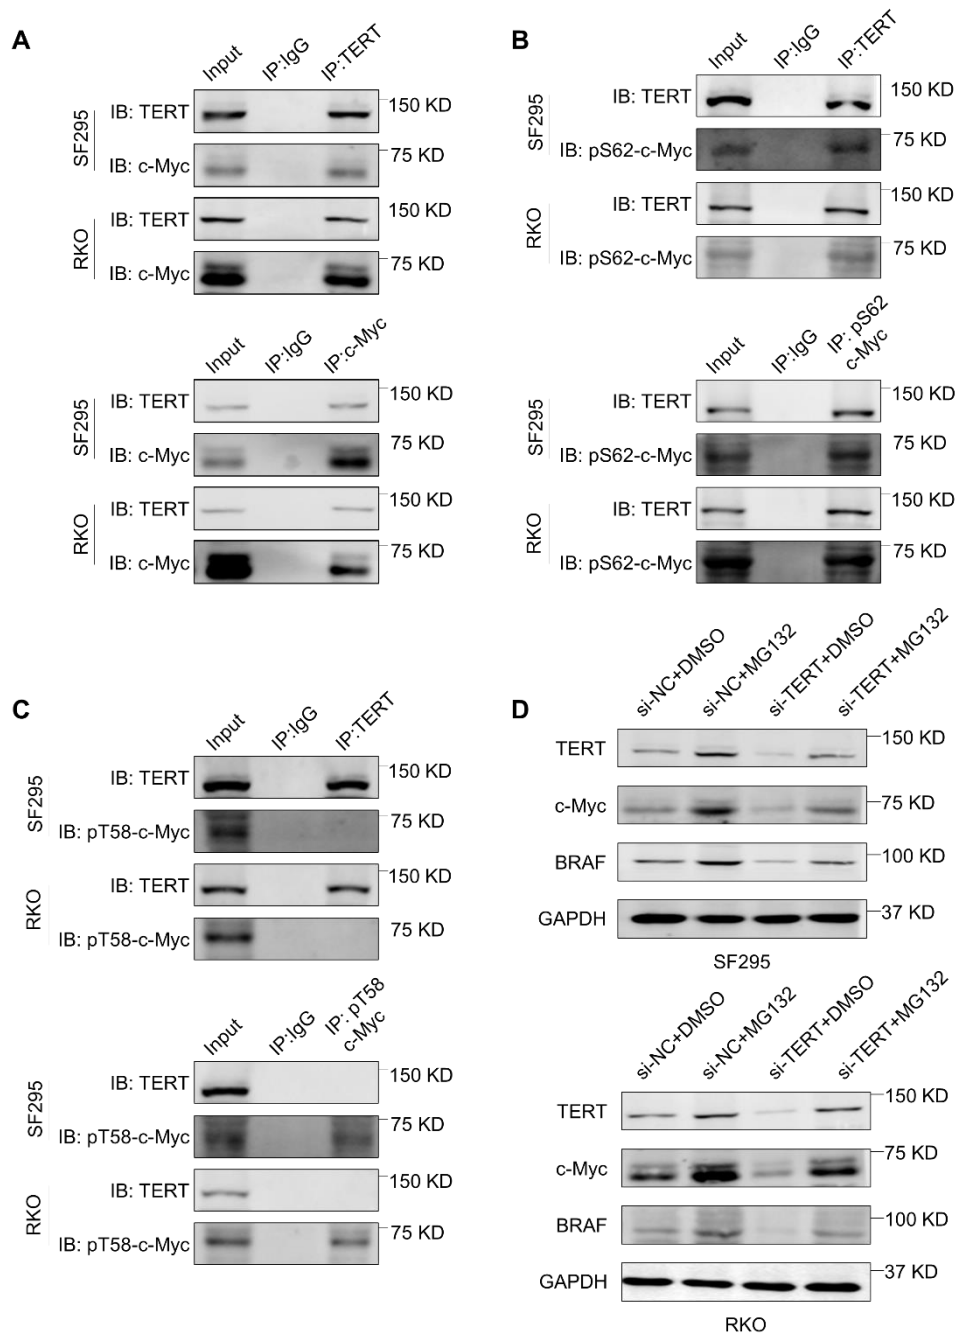 A
Input IP:IgG IP:TERT
SF295
IB: TERT 150 KD
IB: c-Myc 75 KD
RKO
IB: TERT 150 KD
IB: c-Myc 75 KD
Input IP:IgG IP:c-Myc
SF295
IB: TERT 150 KD
IB: c-Myc 75 KD
RKO
IB: TERT 150 KD
IB: c-Myc 75 KD
B
Input IP:IgG IP:TERT
SF295
IB: TERT 150 KD
IB: pS62-c-Myc 75 KD
RKO
IB: TERT 150 KD
IB: pS62-c-Myc 75 KD
Input IP:IgG IP: pS62
c-Myc
SF295
IB: TERT 150 KD
IB: pS62-c-Myc 75 KD
RKO
IB: TERT 150 KD
IB: pS62-c-Myc 75 KD
C
Input IP:IgG IP:TERT
SF295
IB: TERT 150 KD
IB: pT58-c-Myc 75 KD
RKO
IB: TERT 150 KD
IB: pT58-c-Myc 75 KD
Input IP:IgG IP: pT58
c-Myc
SF295
IB: TERT 150 KD
IB: pT58-c-Myc 75 KD
RKO
IB: TERT 150 KD
IB: pT58-c-Myc 75 KD
D
si-NC+DMSO si-NC+MG132 si-TERT+DMSO si-TERT+MG132
TERT 150 KD
c-Myc 75 KD
BRAF 100 KD
GAPDH 37 KD
SF295
si-NC+DMSO si-NC+MG132 si-TERT+DMSO si-TERT+MG132
TERT 150 KD
c-Myc 75 KD
BRAF 100 KD
GAPDH 37 KD
RKO